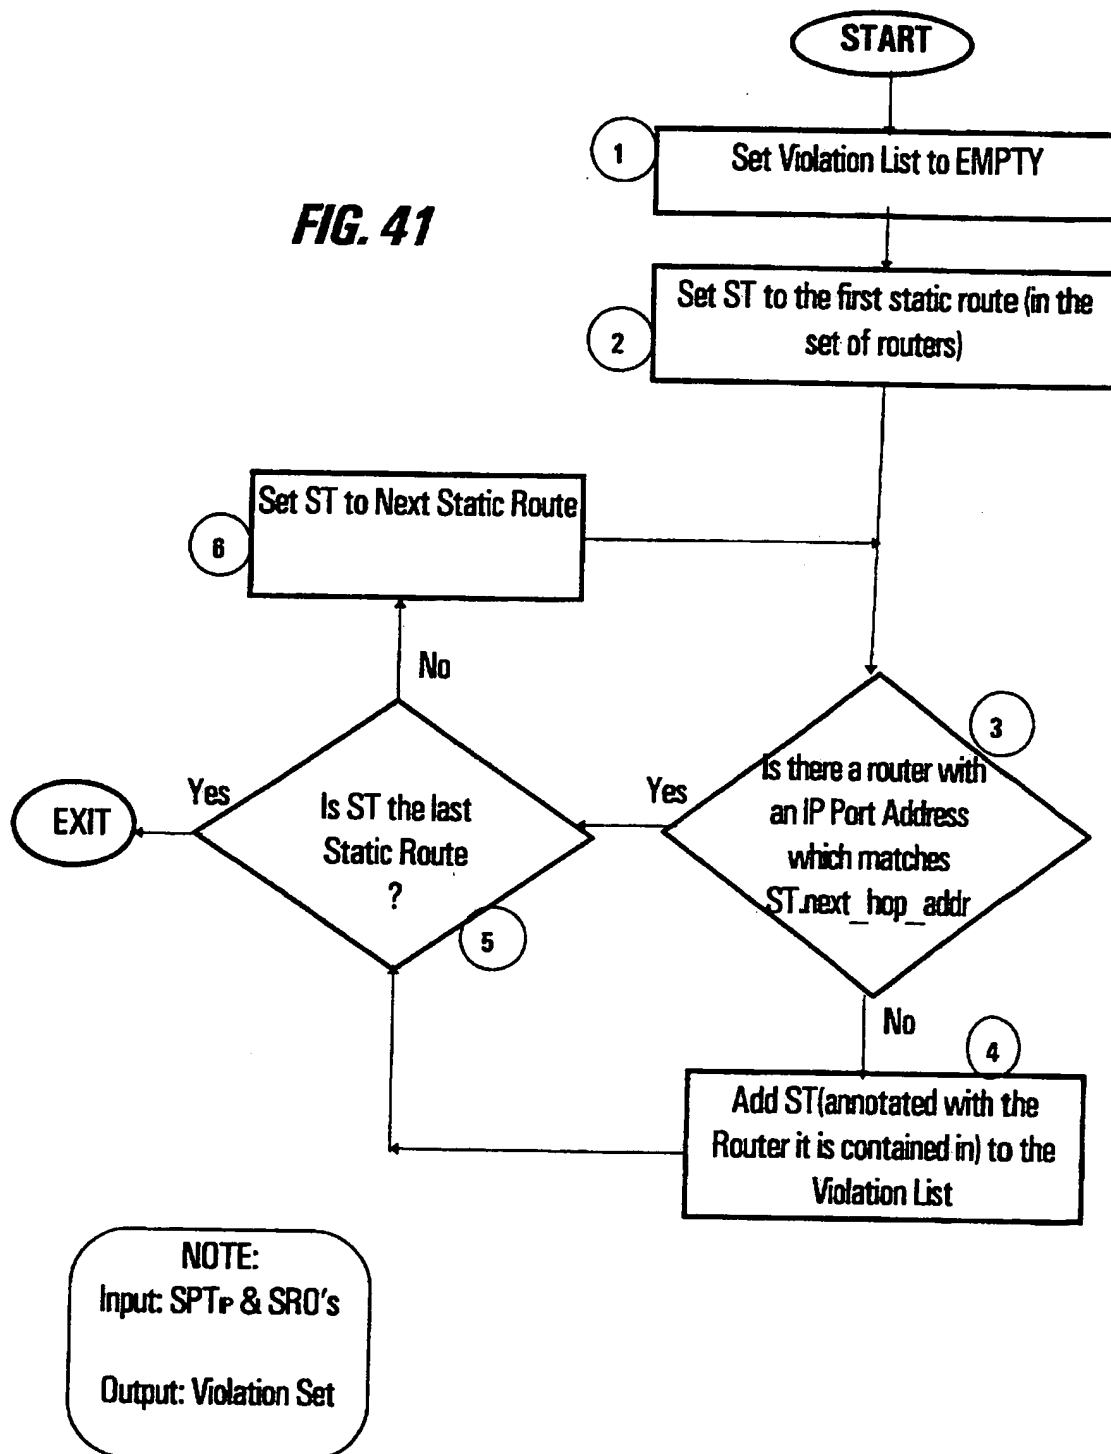 START
1
Set Violation List to EMPTY
FIG. 41
2
Set ST to the first static route (in the
set of routers)
6
Set ST to Next Static Route
No
3
Is there a router with
an IP Port Address
which matches
ST.next_hop_addr
Yes
Is ST the last
Static Route
?
5
Yes
EXIT
No
4
Add ST(annotated with the
Router it is contained in) to the
Violation List
NOTE:
Input: SPTIP & SRO's
Output: Violation Set